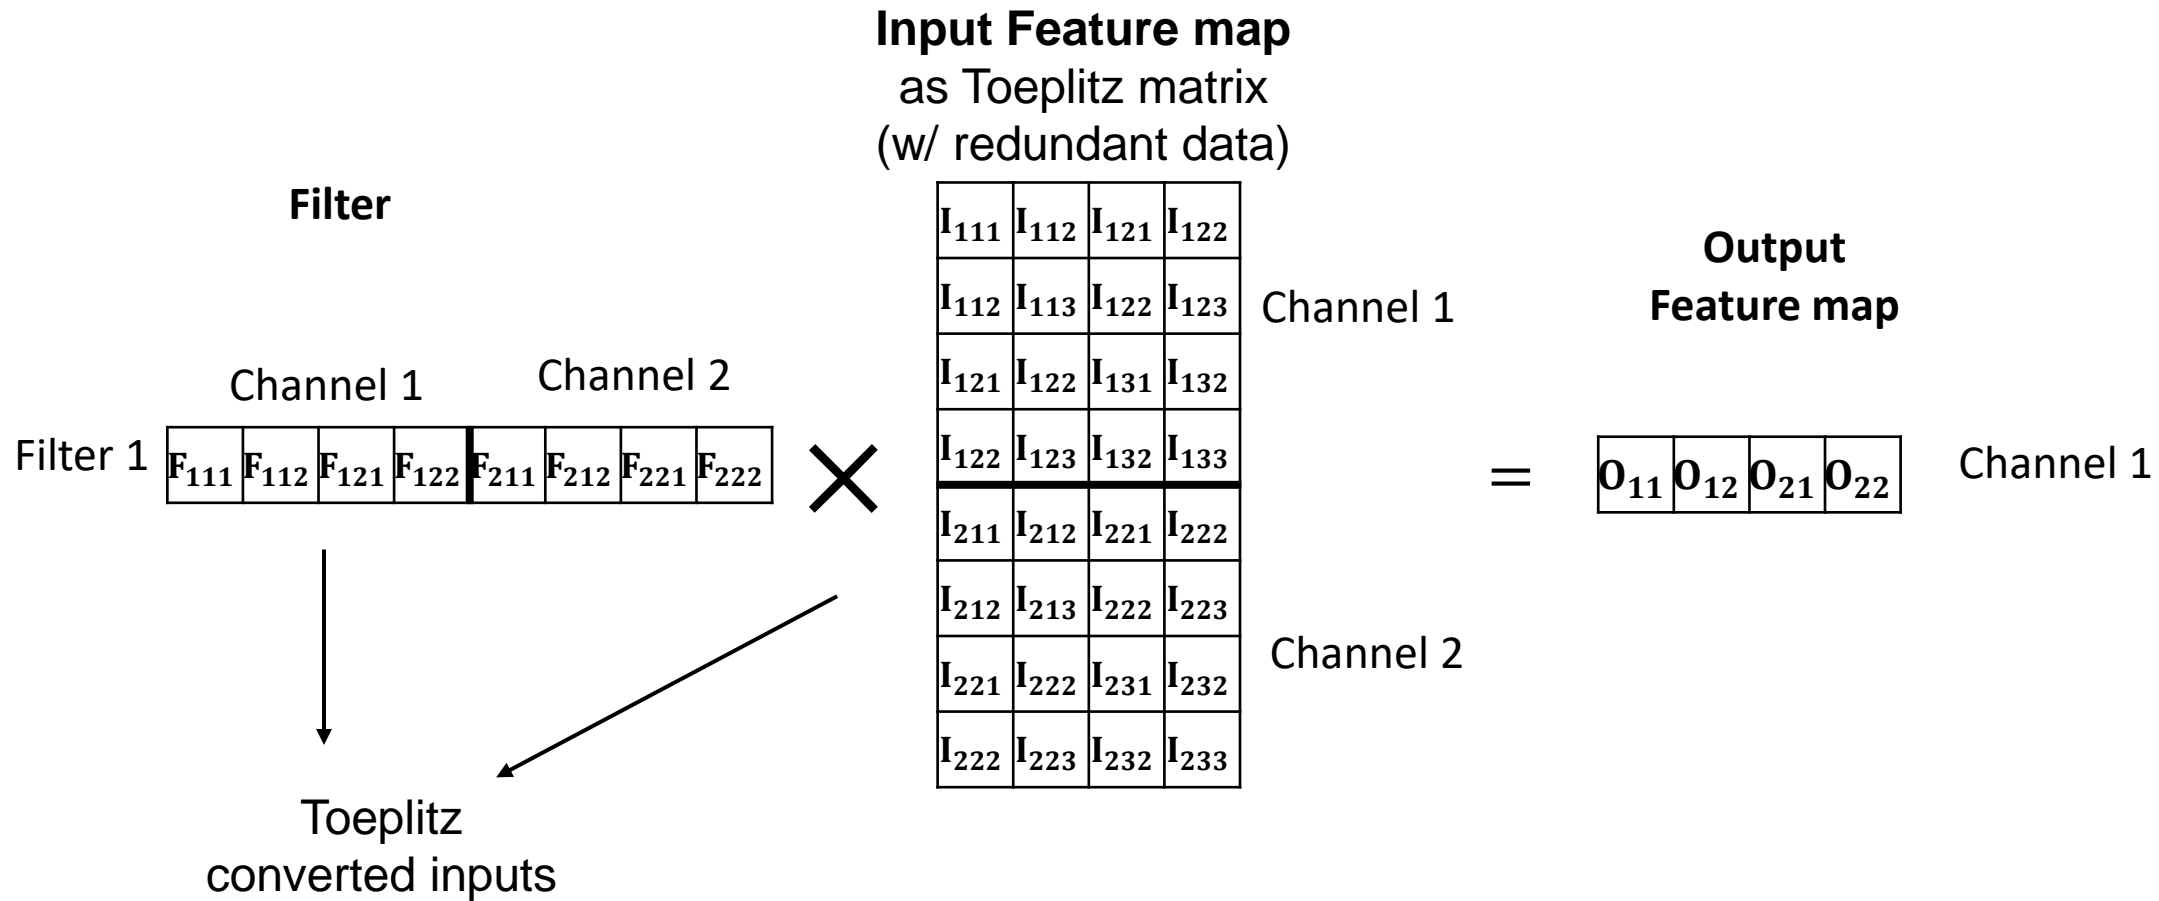 Input Feature map
as Toeplitz matrix
(w/ redundant data)
Filter
Output
Feature map
Channel 1 Channel 2
Filter 1 F₁₁₁ F₁₁₂ F₁₂₁ F₁₂₂ F₂₁₁ F₂₁₂ F₂₂₁ F₂₂₂
×
I₁₁₁ I₁₁₂ I₁₂₁ I₁₂₂
I₁₁₂ I₁₁₃ I₁₂₂ I₁₂₃
Channel 1
I₁₂₁ I₁₂₂ I₁₃₁ I₁₃₂
I₁₂₂ I₁₂₃ I₁₃₂ I₁₃₃
I₂₁₁ I₂₁₂ I₂₂₁ I₂₂₂
I₂₁₂ I₂₁₃ I₂₂₂ I₂₂₃
Channel 2
I₂₂₁ I₂₂₂ I₂₃₁ I₂₃₂
I₂₂₂ I₂₂₃ I₂₃₂ I₂₃₃
=
O₁₁ O₁₂ O₂₁ O₂₂ Channel 1
Toeplitz
converted inputs